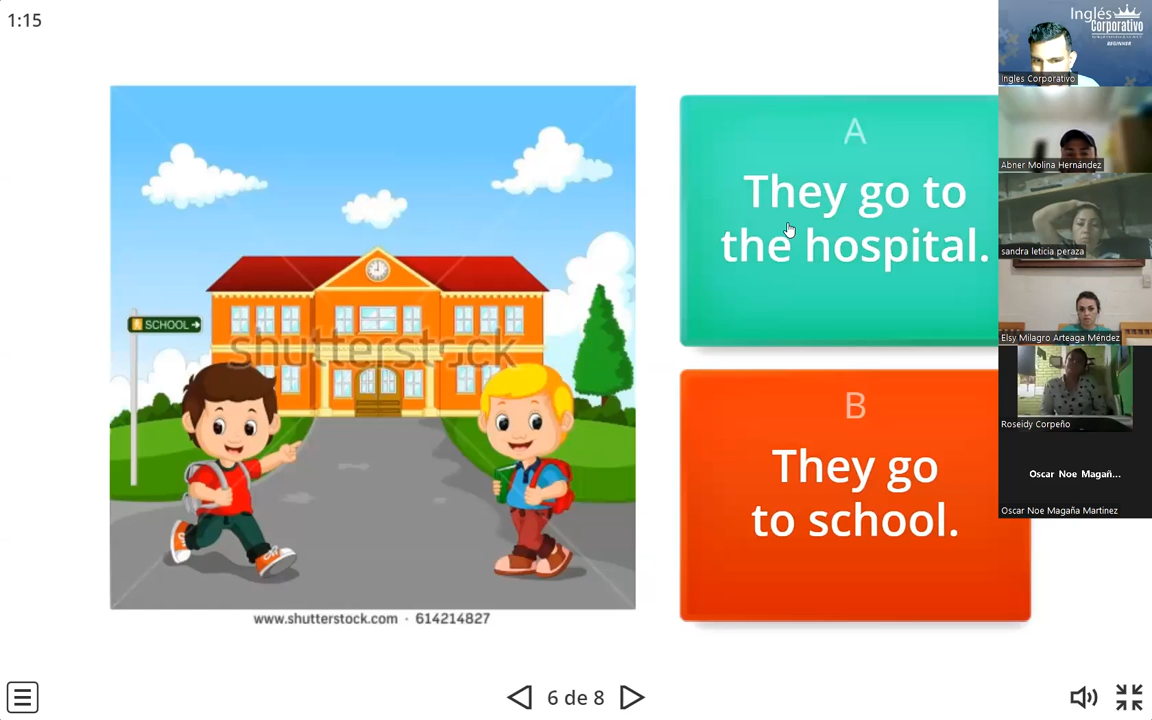 1:15
SCHOOL
shutterstock
www.shutterstock.com · 614214827
A
They go to
the hospital.
B
They go
to school.
6 de 8
Inglés
Corporativo
BEGINNER
Ingles Corporativo
Abner Molina Hernández
sandra leticia peraza
Elsy Milagro Arteaga Méndez
Roseidy Corpeño
Oscar Noe Magañ...
Oscar Noe Magaña Martinez